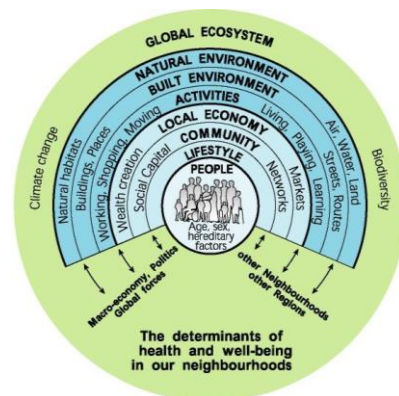 GLOBAL ECOSYSTEM
NATURAL ENVIRONMENT
BUILT ENVIRONMENT
ACTIVITIES
LOCAL ECONOMY
COMMUNITY
LIFESTYLE
PEOPLE
Age, sex,
hereditary
factors
Climate change
Natural habitats
Buildings, Places
Working, Shopping, Moving
Wealth creation
Social Capital
Networks
Markets
Living, Playing, Learning
Streets, Routes
Air, Water, Land
Biodiversity
Macro-economy, Politics
Global forces
other Neighbourhoods
other Regions
The determinants of
health and well-being
in our neighbourhoods